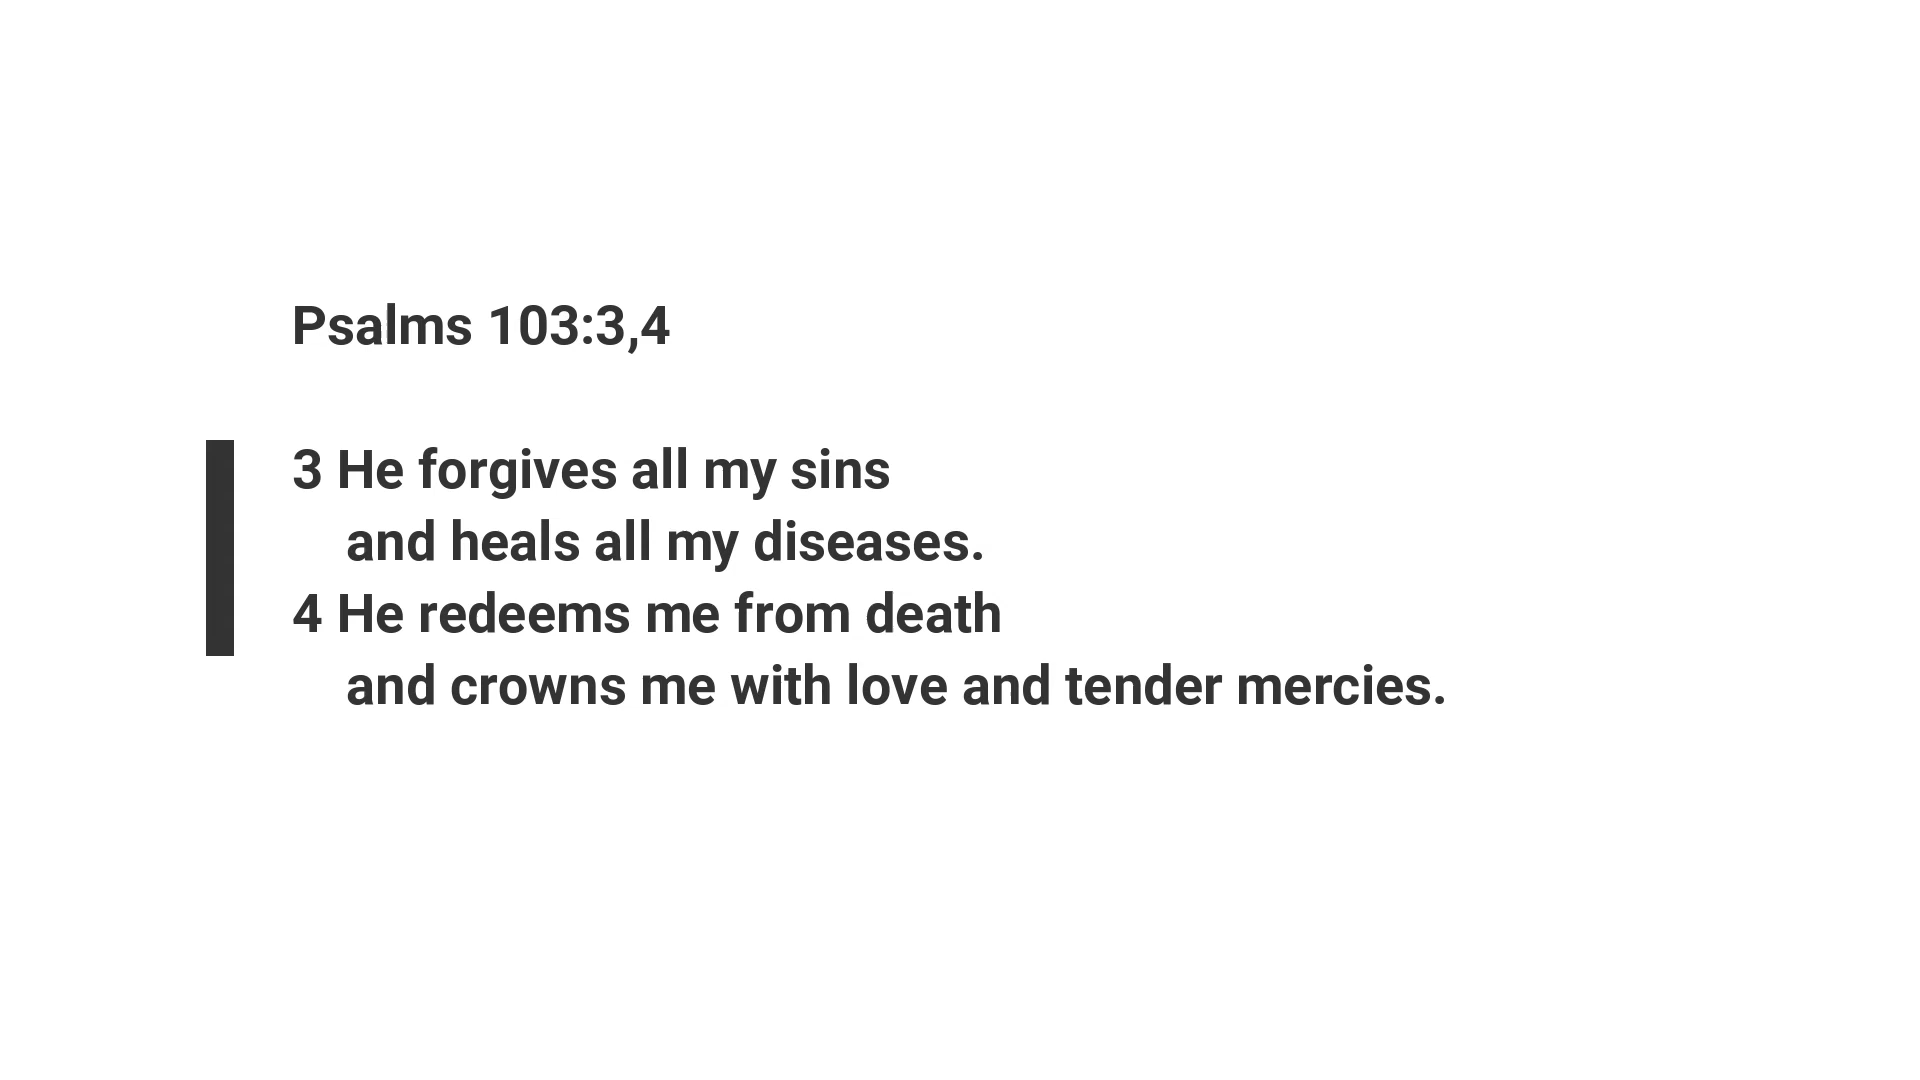 Psalms 103:3,4
3 He forgives all my sins
and heals all my diseases.
4 He redeems me from death
and crowns me with love and tender mercies.